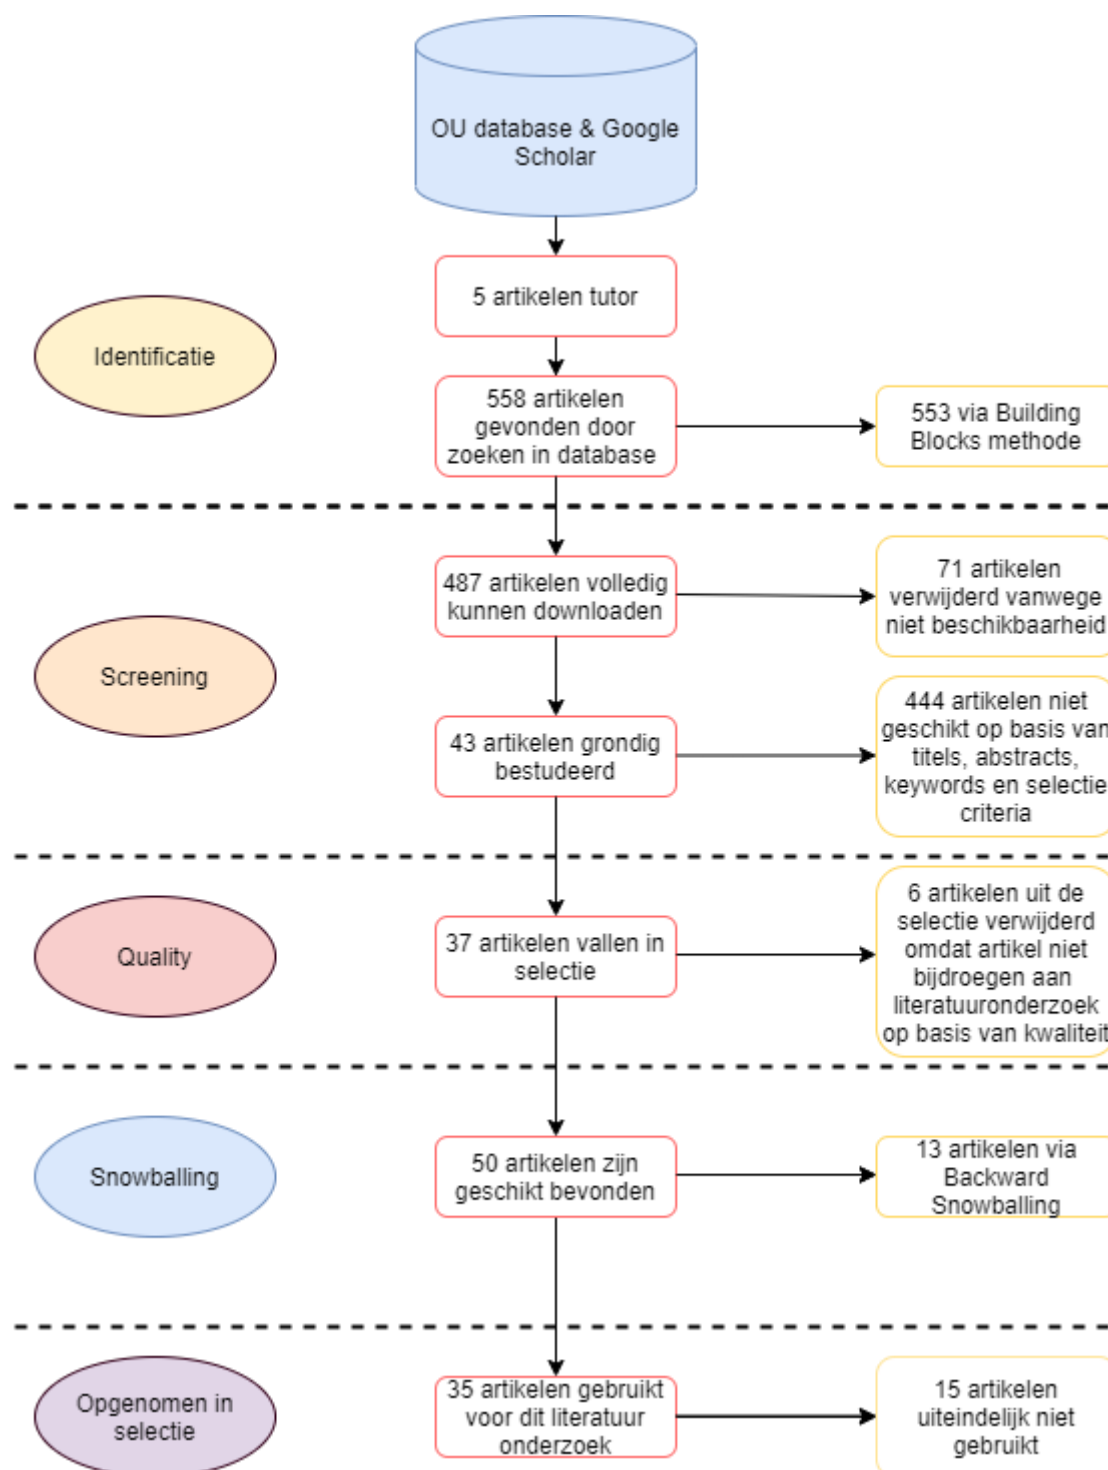 OU database & Google
Scholar
5 artikelen tutor
Identificatie
558 artikelen
gevonden door
zoeken in database
553 via Building
Blocks methode
487 artikelen volledig
kunnen downloaden
71 artikelen
verwijderd vanwege
niet beschikbaarheid
Screening
43 artikelen grondig
bestudeerd
444 artikelen niet
geschikt op basis van
titels, abstracts,
keywords en selectie
criteria
Quality
37 artikelen vallen in
selectie
6 artikelen uit de
selectie verwijderd
omdat artikel niet
bijdroegen aan
literatuuronderzoek
op basis van kwaliteit
Snowballing
50 artikelen zijn
geschikt bevonden
13 artikelen via
Backward
Snowballing
Opgenomen in
selectie
35 artikelen gebruikt
voor dit literatuur
onderzoek
15 artikelen
uiteindelijk niet
gebruikt